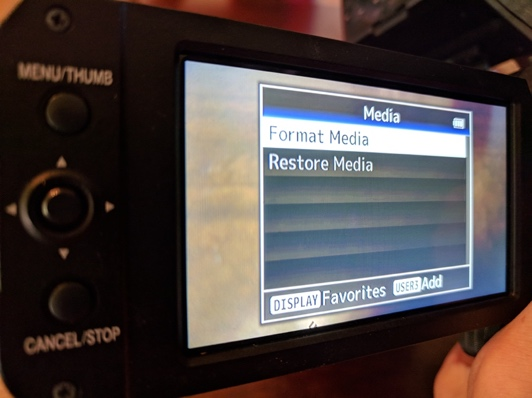 MENU/THUMB
CANCEL/STOP
Media
Format Media
Restore Media
DISPLAY Favorites USER3 Add